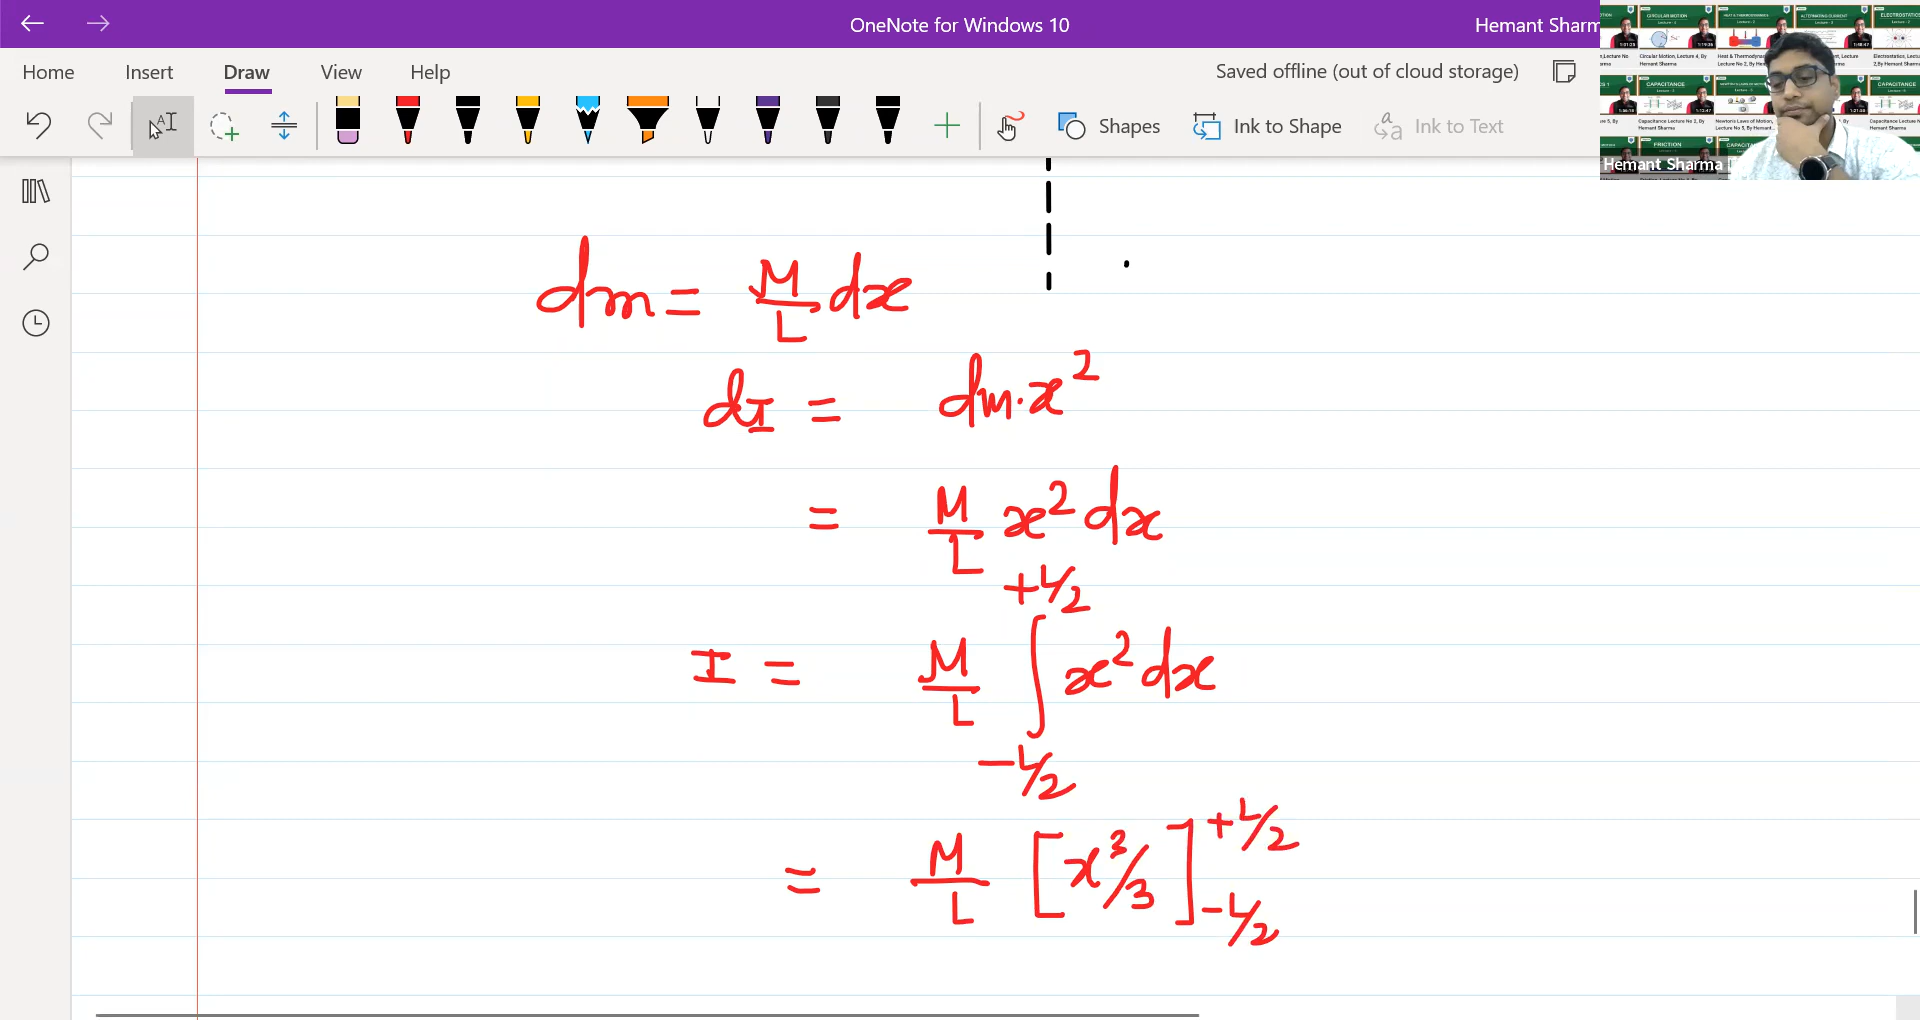 OneNote for Windows 10
Hemant Sharm
Home Insert Draw View Help
Saved offline (out of cloud storage)
Shapes Ink to Shape Ink to Text
Hemant Sharma
dm = M/L dx
dI = dm·x²
= M/L x² dx
I = M/L ∫_{-L/2}^{+L/2} x² dx
= M/L [x³/3]_{-L/2}^{+L/2}